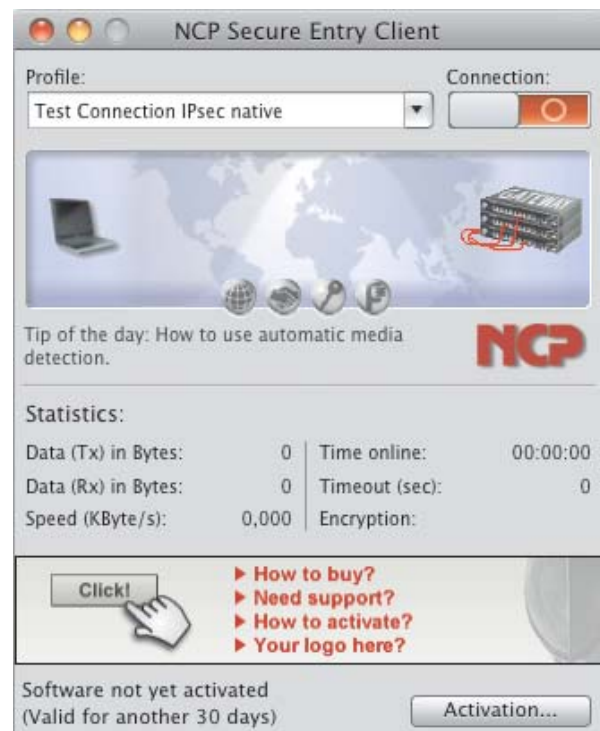 NCP Secure Entry Client
Profile:
Connection:
Test Connection IPsec native
Tip of the day: How to use automatic media
detection.
NCP
Statistics:
Data (Tx) in Bytes: 0
Time online: 00:00:00
Data (Rx) in Bytes: 0
Timeout (sec): 0
Speed (KByte/s): 0,000
Encryption:
Click!
How to buy?
Need support?
How to activate?
Your logo here?
Software not yet activated
(Valid for another 30 days)
Activation...